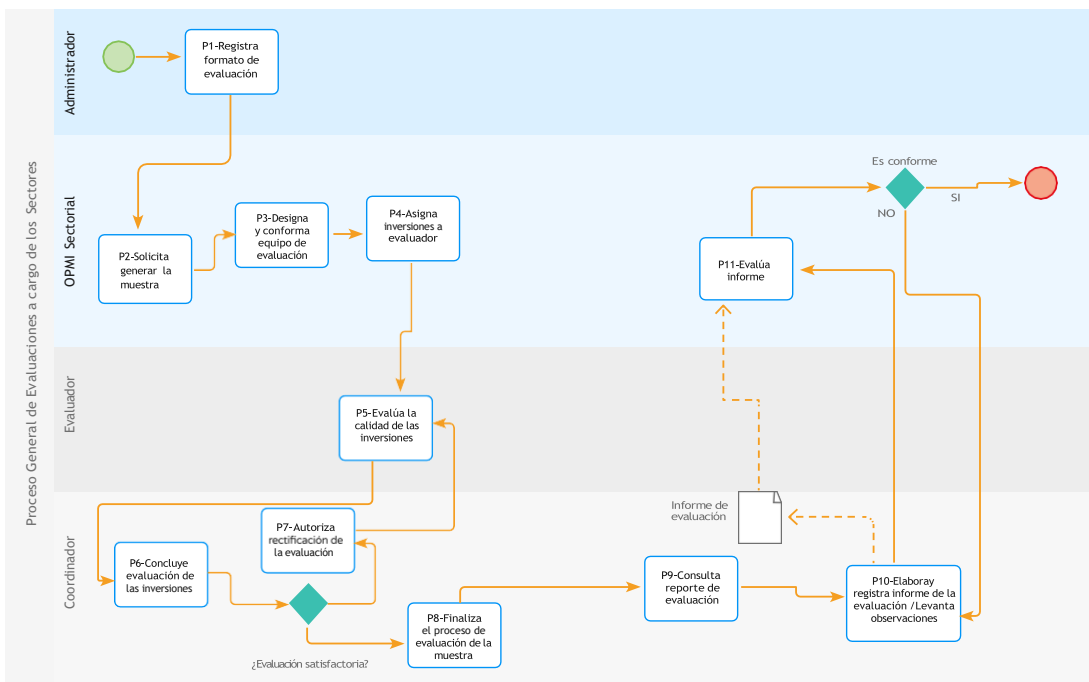 Proceso General de Evaluaciones a cargo de los Sectores
Administrador
P1-Registra
formato de
evaluación
OPMI Sectorial
P2-Solicita
generar la
muestra
P3-Designa
y conforma
equipo de
evaluación
P4-Asigna
inversiones a
evaluador
P11-Evalúa
informe
Es conforme
SI
NO
Evaluador
P5-Evalúa la
calidad de las
inversiones
Coordinador
P6-Concluye
evaluación de
las inversiones
P7-Autoriza
rectificación de
la evaluación
¿Evaluación satisfactoria?
P8-Finaliza
el proceso de
evaluación de la
muestra
P9-Consulta
reporte de
evaluación
Informe de
evaluación
P10-Elaboray
registra informe de la
evaluación /Levanta
observaciones